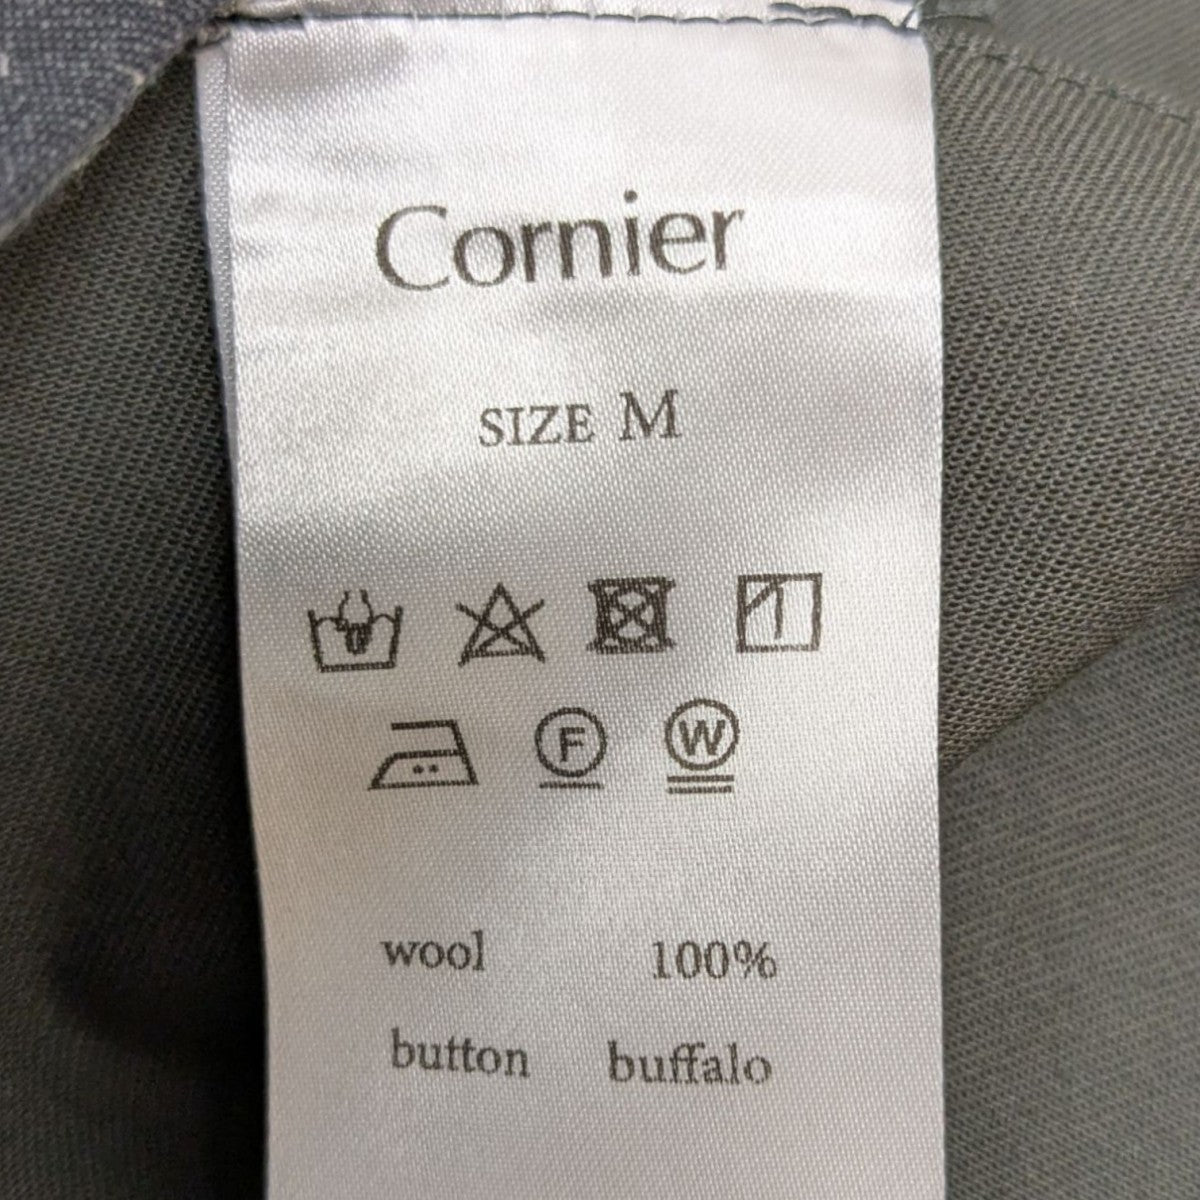 Cornier
SIZE M
F W
wool 100%
button buffalo